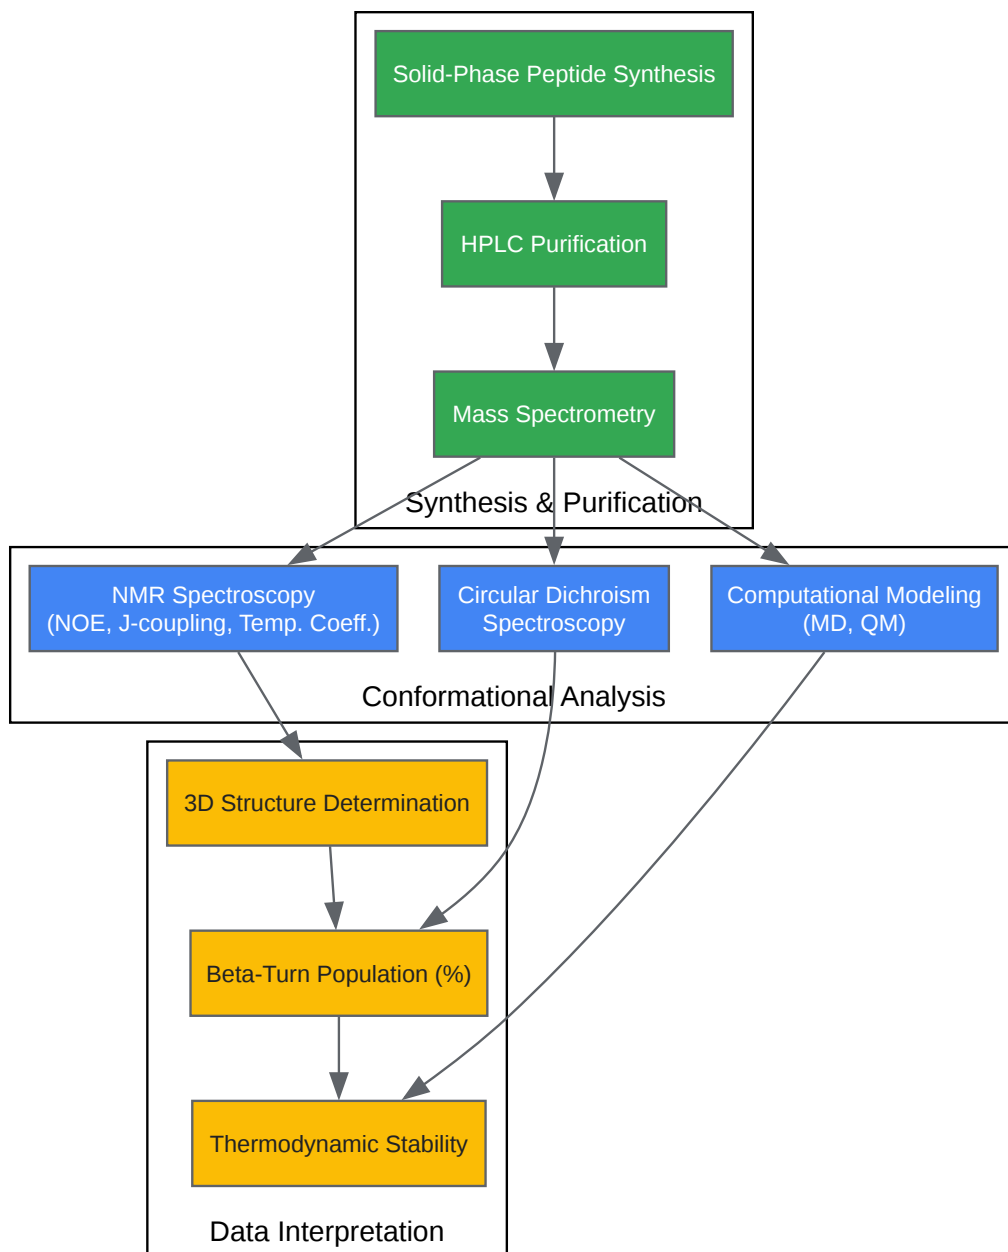 Solid-Phase Peptide Synthesis
HPLC Purification
Mass Spectrometry
Synthesis & Purification
NMR Spectroscopy
(NOE, J-coupling, Temp. Coeff.)
Circular Dichroism
Spectroscopy
Computational Modeling
(MD, QM)
Conformational Analysis
3D Structure Determination
Beta-Turn Population (%)
Thermodynamic Stability
Data Interpretation